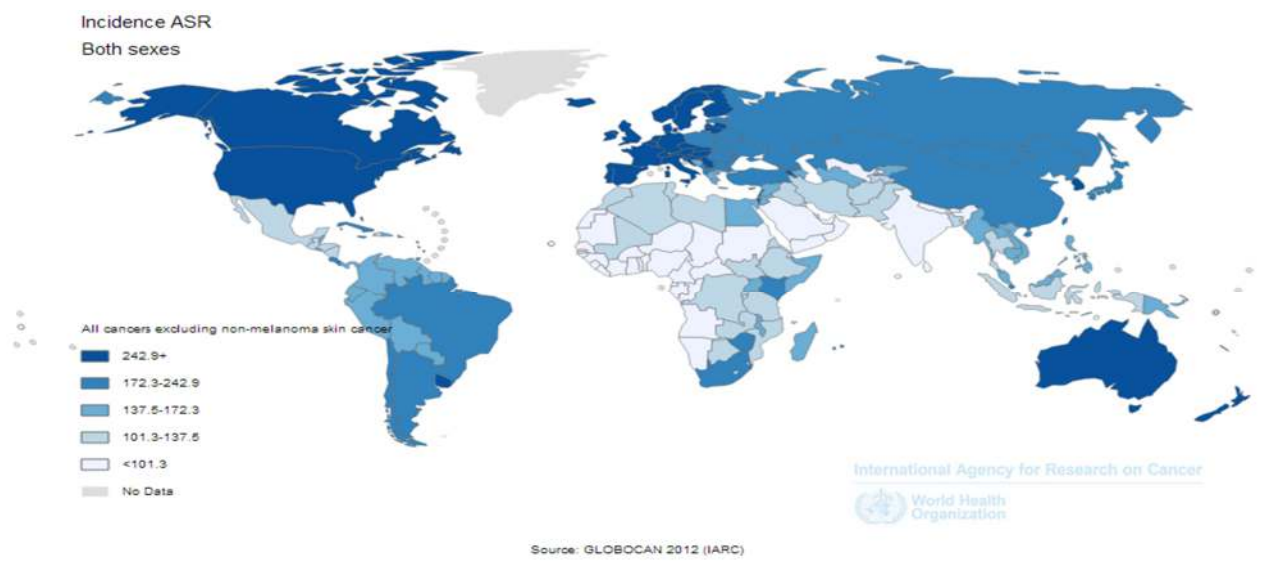 Incidence ASR
Both sexes
All cancers excluding non-melanoma skin cancer
242.9+
172.3-242.9
137.5-172.3
101.3-137.5
<101.3
No Data
International Agency for Research on Cancer
World Health
Organization
Source: GLOBOCAN 2012 (IARC)